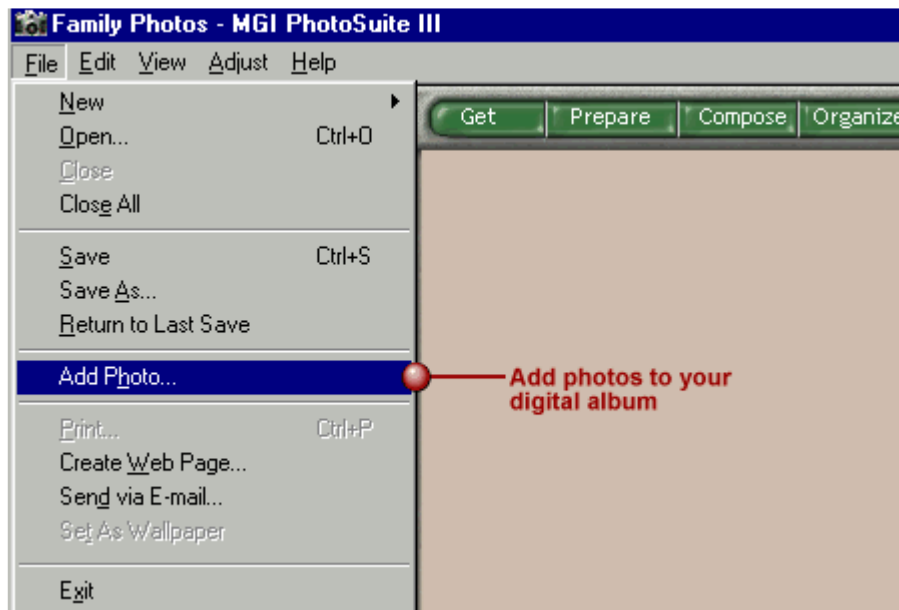 Family Photos - MGI PhotoSuite III
File Edit View Adjust Help
New
Open... Ctrl+O
Close
Close All
Save Ctrl+S
Save As...
Return to Last Save
Add Photo...
Print... Ctrl+P
Create Web Page...
Send via E-mail...
Set As Wallpaper
Exit
Get Prepare Compose Organize
Add photos to your
digital album